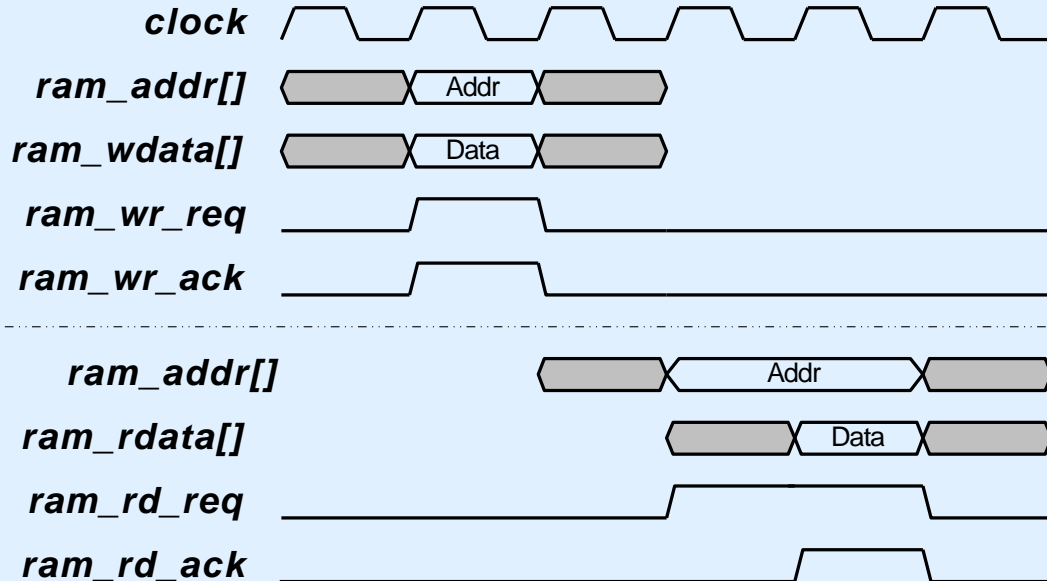 clock
ram_addr[] Addr
ram_wdata[] Data
ram_wr_req
ram_wr_ack
ram_addr[] Addr
ram_rdata[] Data
ram_rd_req
ram_rd_ack